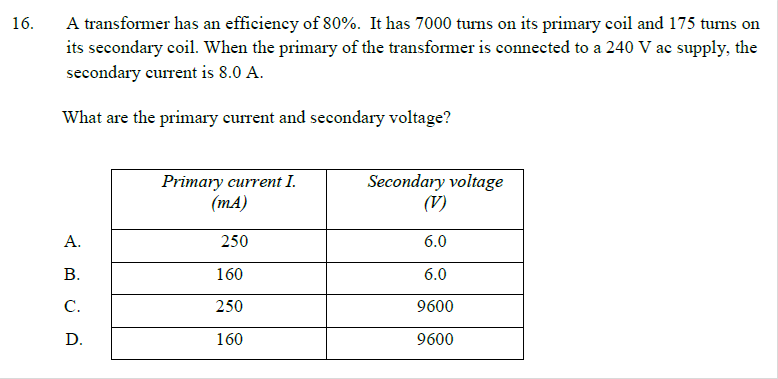 16. A transformer has an efficiency of 80%. It has 7000 turns on its primary coil and 175 turns on
its secondary coil. When the primary of the transformer is connected to a 240 V ac supply, the
secondary current is 8.0 A.
What are the primary current and secondary voltage?
Primary current I. Secondary voltage
(mA) (V)
A. 250 6.0
B. 160 6.0
C. 250 9600
D. 160 9600